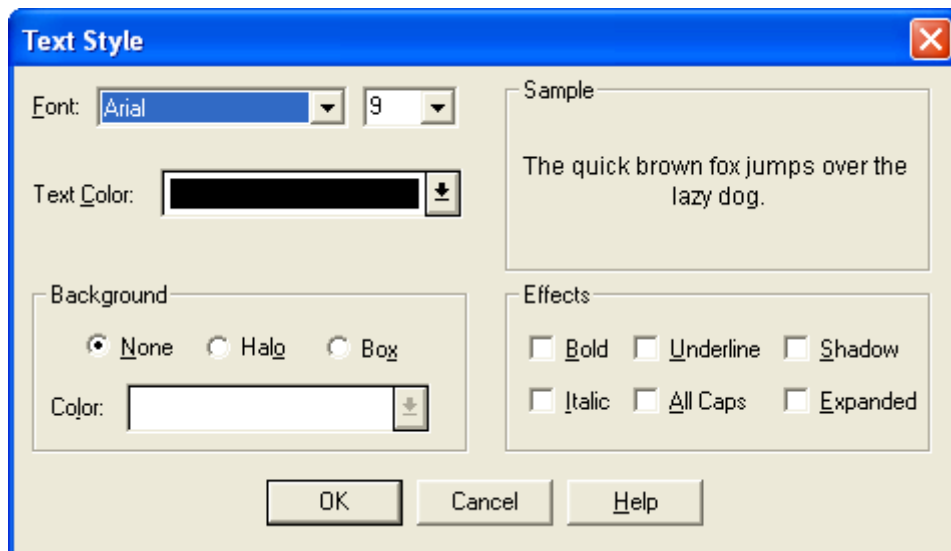 Text Style
Font: Arial 9
Text Color:
Sample
The quick brown fox jumps over the
lazy dog.
Background
None Halo Box
Color:
Effects
Bold Underline Shadow
Italic All Caps Expanded
OK Cancel Help